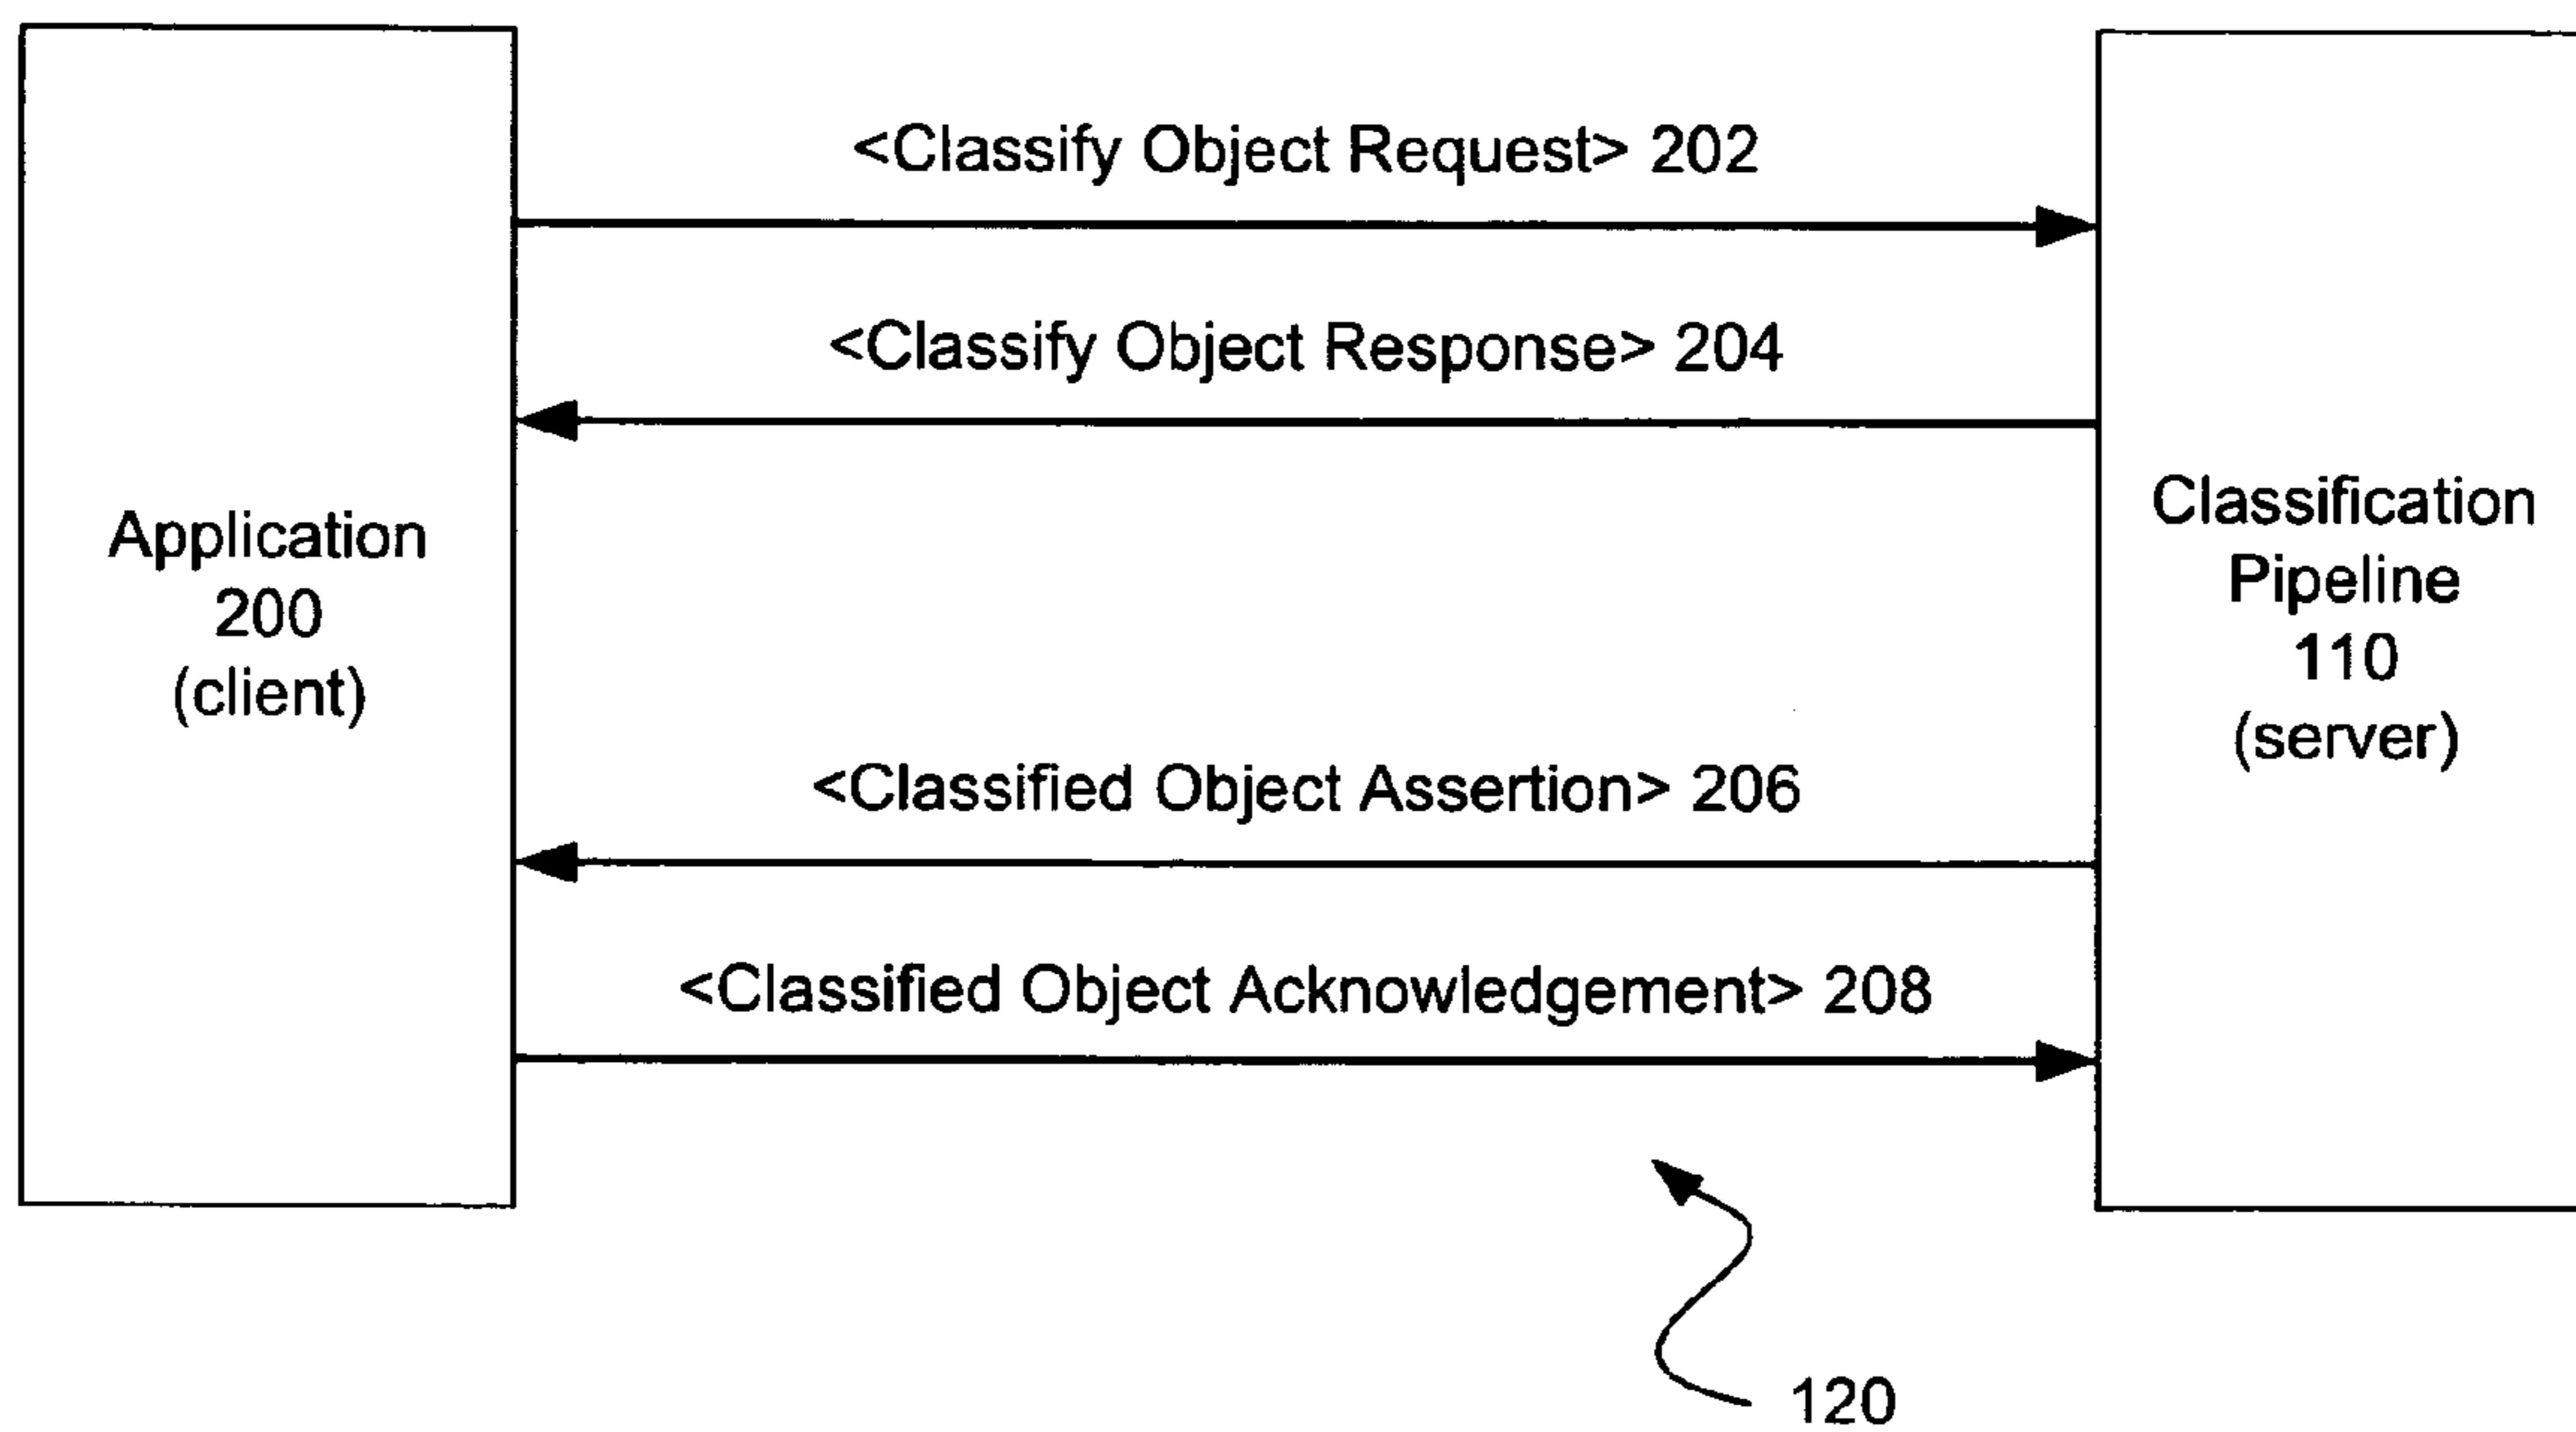 <Classify Object Request> 202
<Classify Object Response> 204
Application
200
(client)
Classification
Pipeline
110
(server)
<Classified Object Assertion> 206
<Classified Object Acknowledgement> 208
120